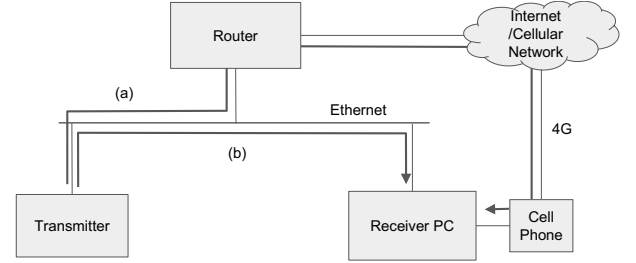 Internet
/Cellular
Network
Router
(a)
Ethernet
4G
(b)
Transmitter
Receiver PC
Cell
Phone